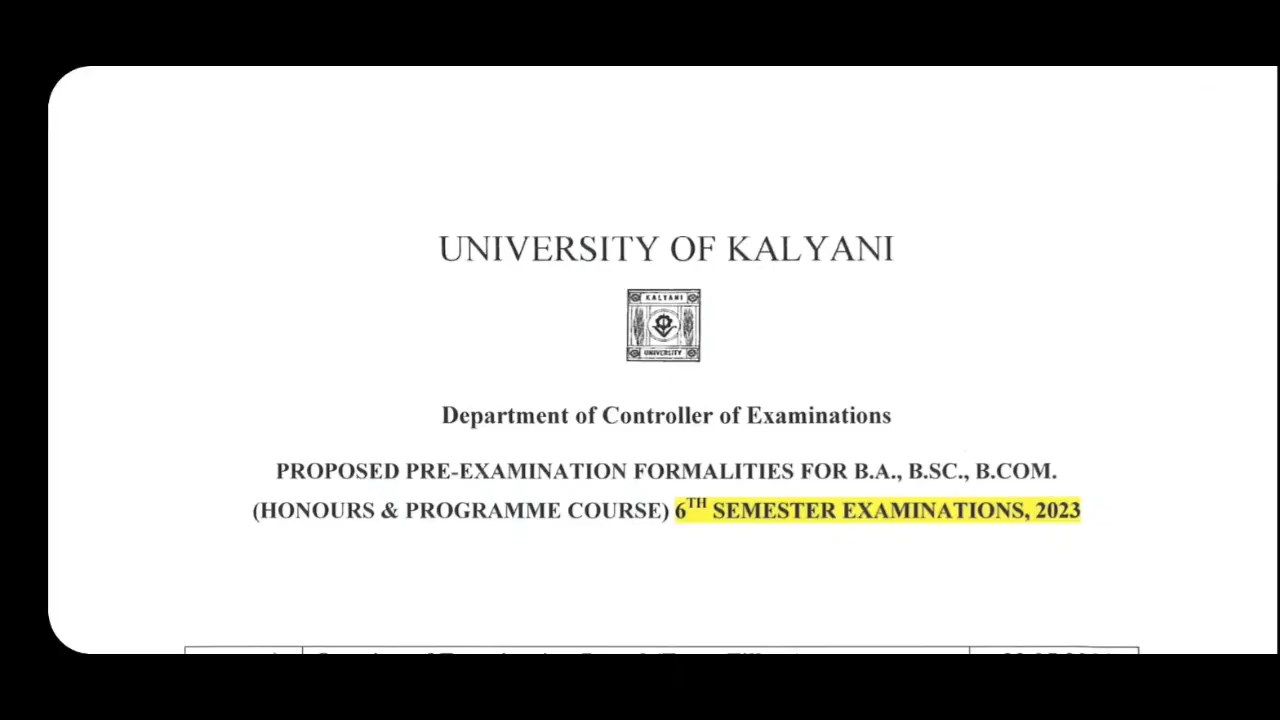 UNIVERSITY OF KALYANI
KALYANI
UNIVERSITY
Department of Controller of Examinations
PROPOSED PRE-EXAMINATION FORMALITIES FOR B.A., B.SC., B.COM.
(HONOURS & PROGRAMME COURSE) 6TH SEMESTER EXAMINATIONS, 2023